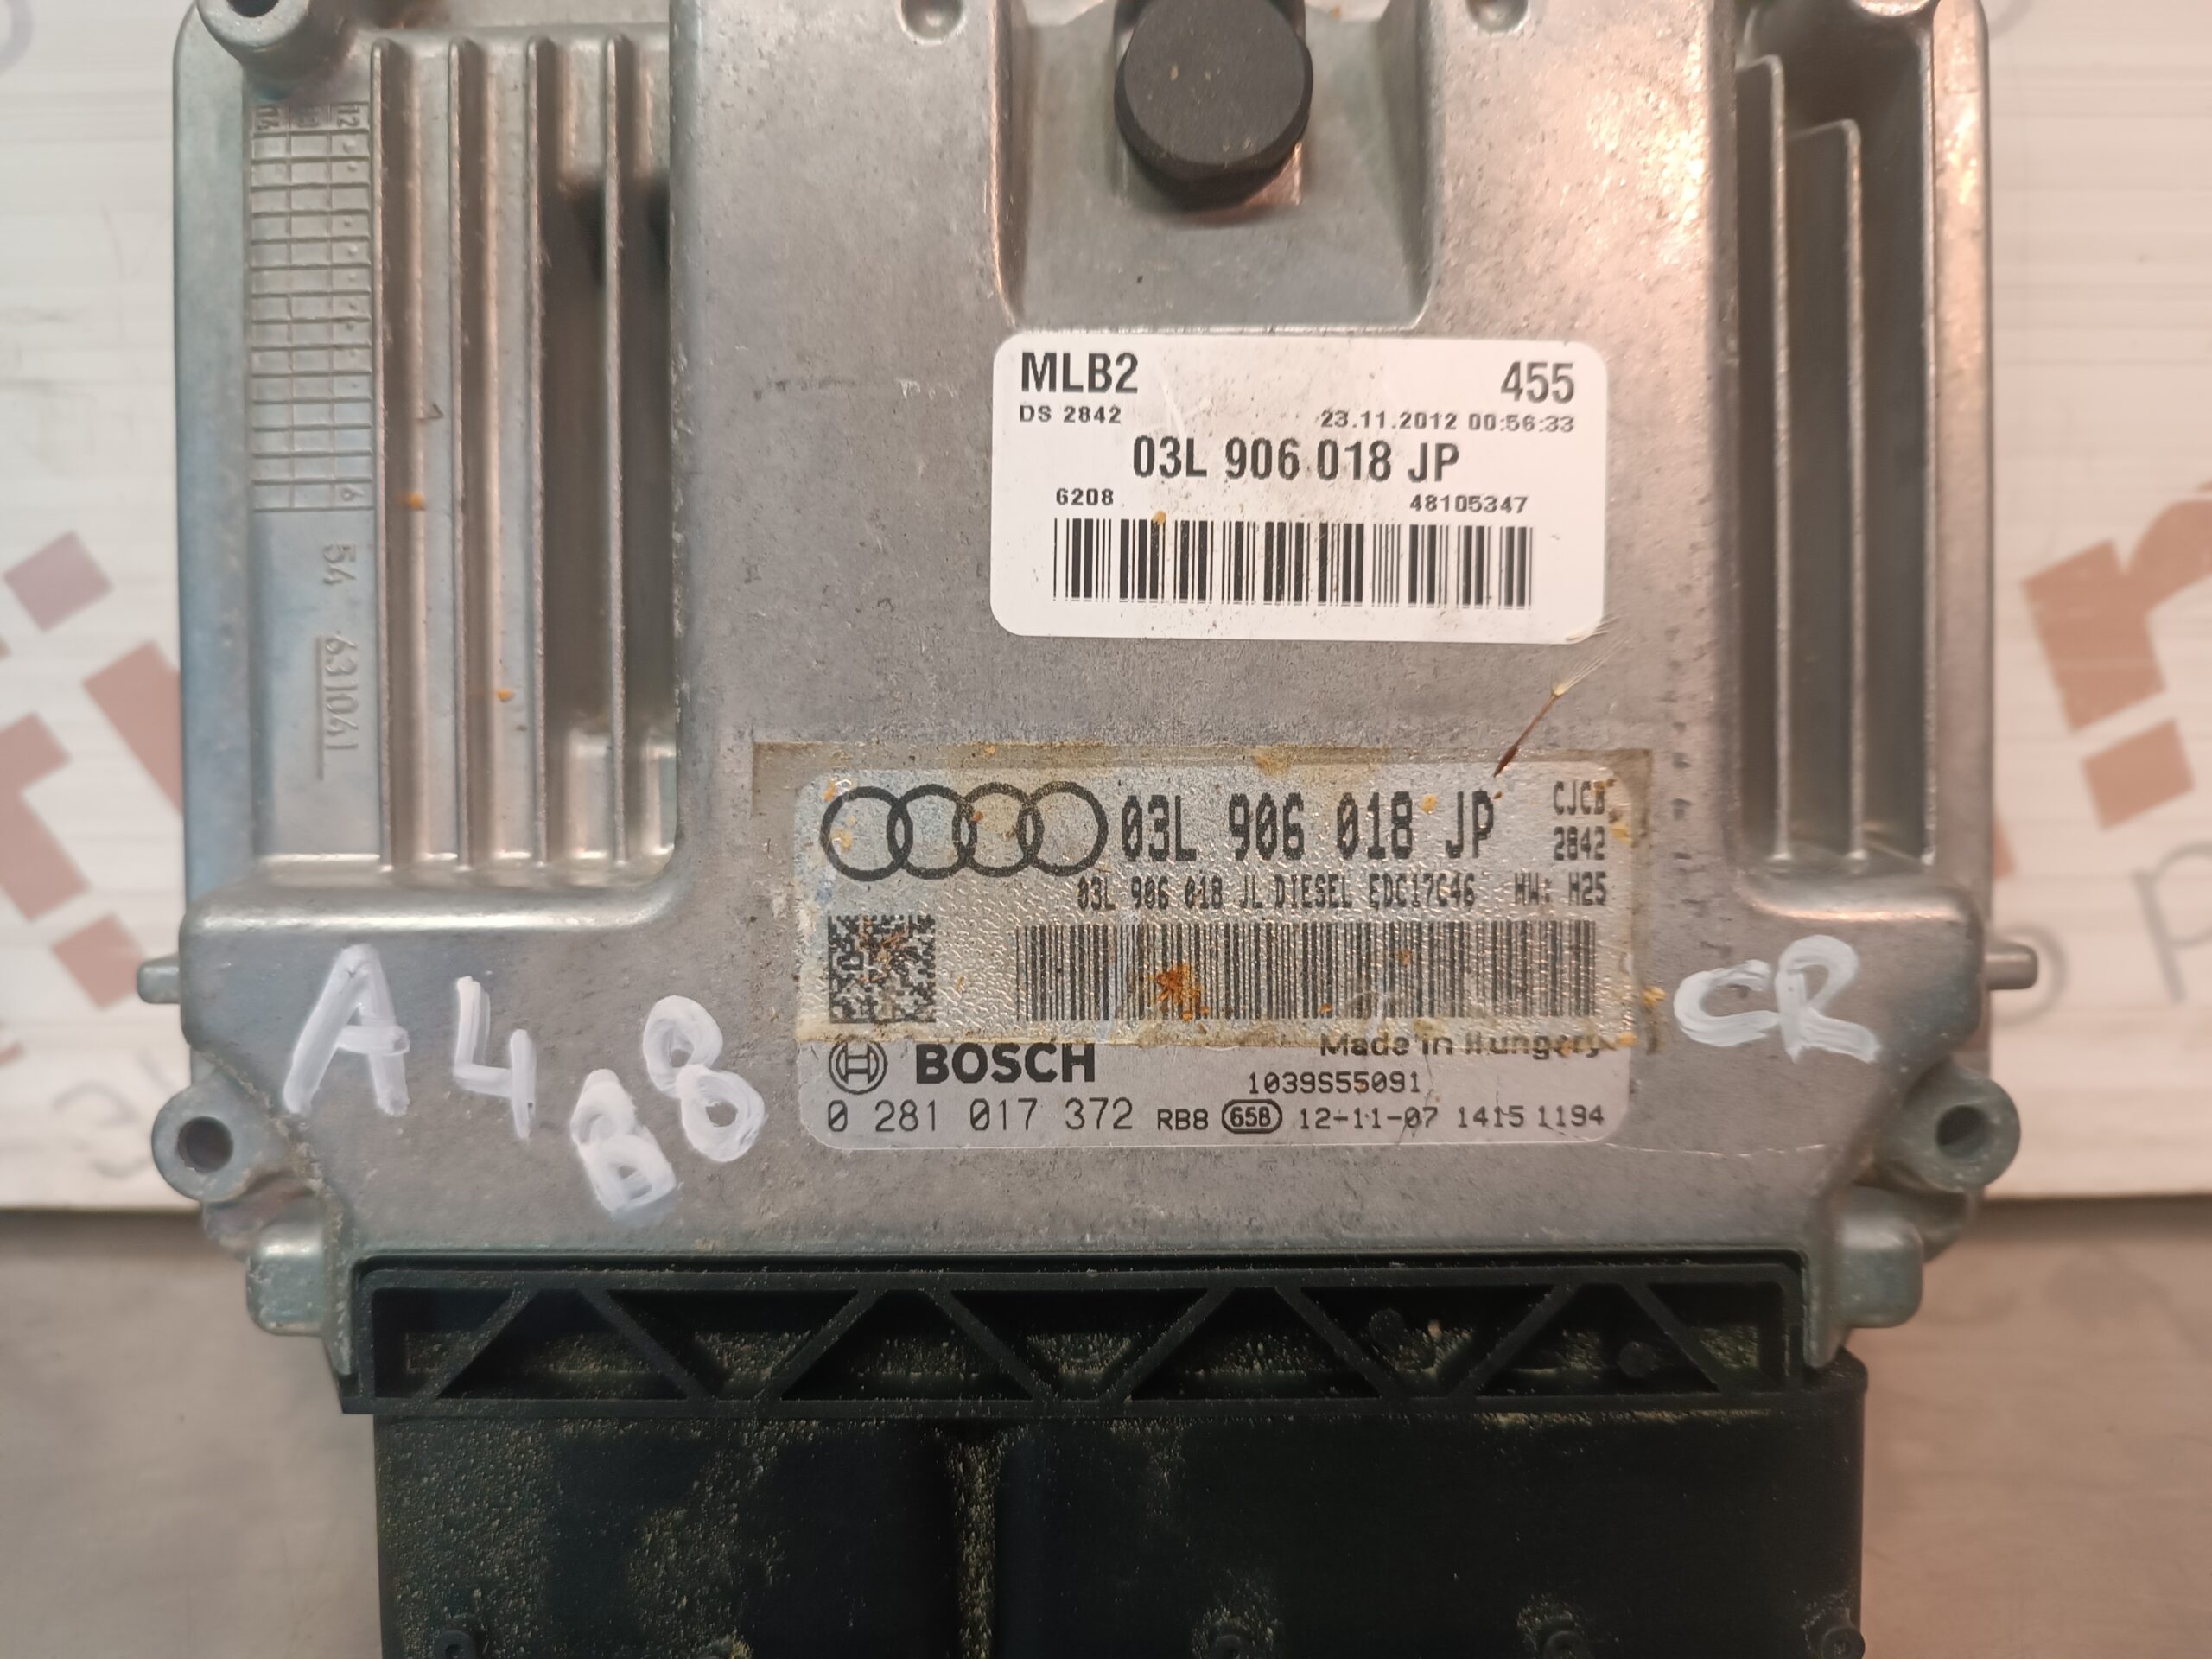 MLB2 455
DS 2842 23.11.2012 00:56:33
03L 906 018 JP
6208 48105347
54 631041
03L 906 018 JP CJCB
2842
03L 906 018 JL DIESEL EDC17C46 HW: H25
A4 B8
CR
BOSCH Made in Hungary
1039S55091
0 281 017 372 RB8 658 12-11-07 1415 1194